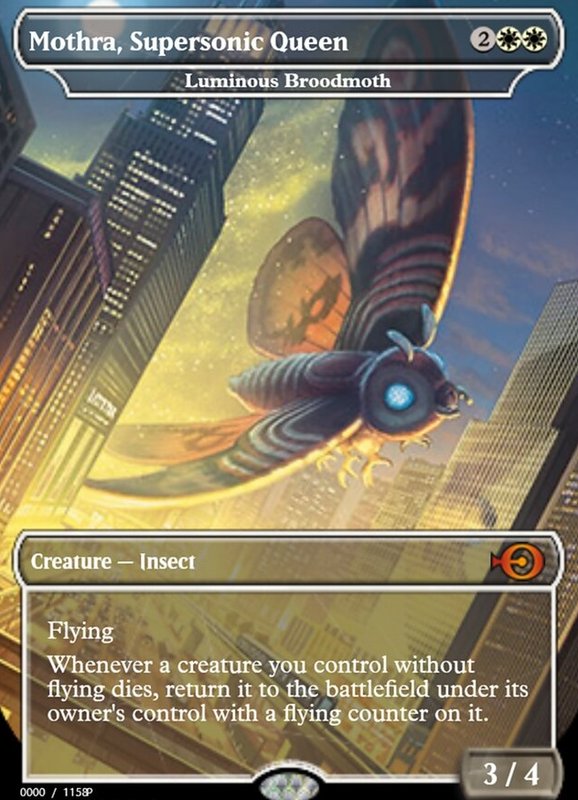 Mothra, Supersonic Queen 2
Luminous Broodmoth
Creature — Insect
Flying
Whenever a creature you control without
flying dies, return it to the battlefield under its
owner's control with a flying counter on it.
3 / 4
0000 / 1158P